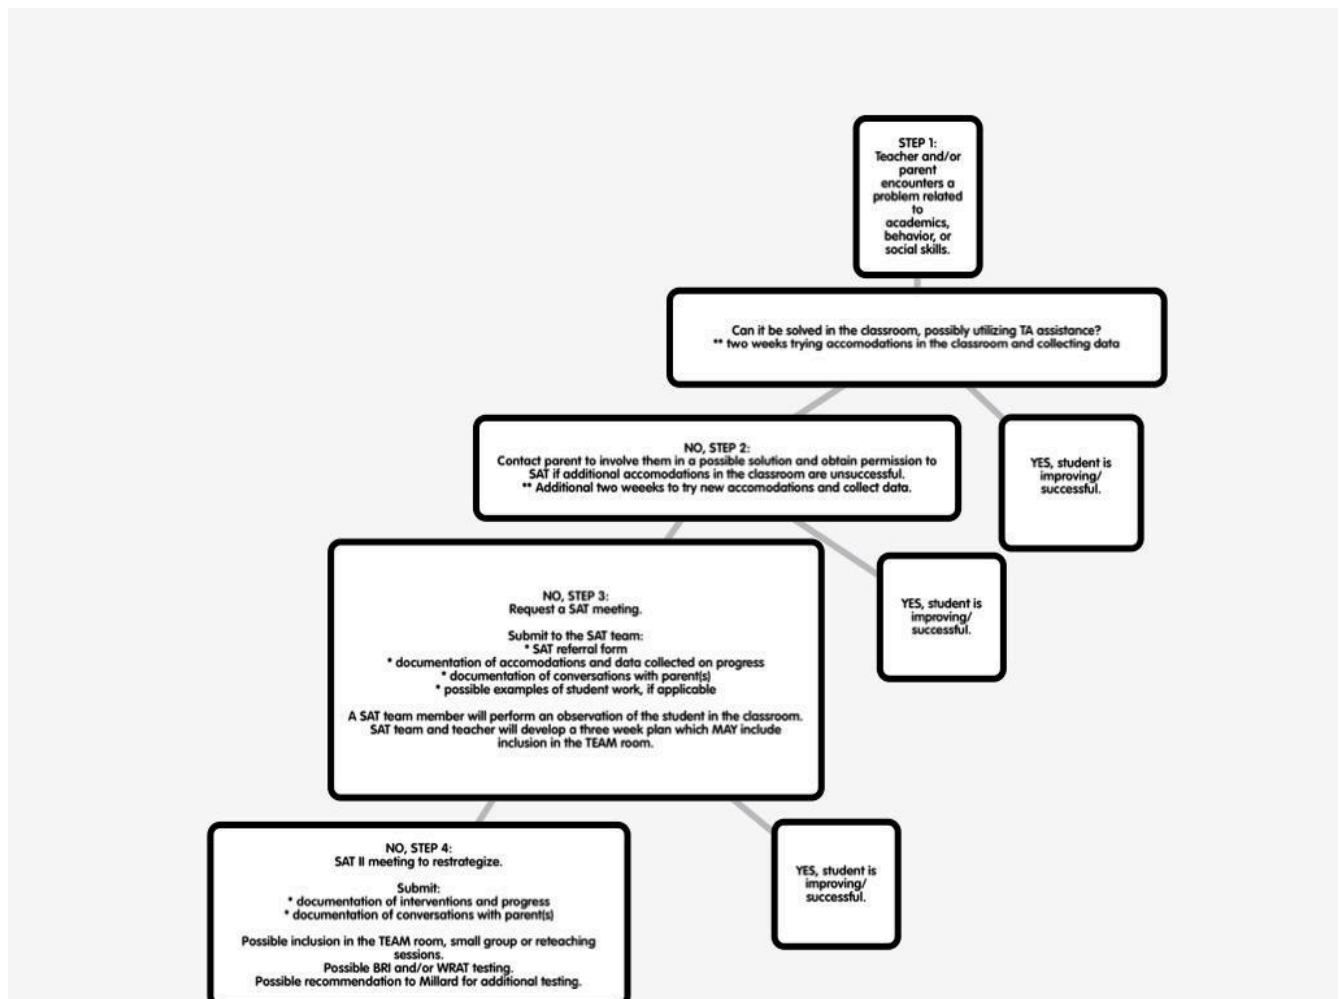 STEP 1:
Teacher and/or
parent
encounters a
problem related
to
academics,
behavior, or
social skills.
Can it be solved in the classroom, possibly utilizing TA assistance?
** two weeks trying accomodations in the classroom and collecting data
NO, STEP 2:
Contact parent to involve them in a possible solution and obtain permission to
SAT if additional accomodations in the classroom are unsuccessful.
** Additional two weeeks to try new accomodations and collect data.
YES, student is
improving/
successful.
NO, STEP 3:
Request a SAT meeting.
Submit to the SAT team:
* SAT referral form
* documentation of accomodations and data collected on progress
* documentation of conversations with parent(s)
* possible examples of student work, if applicable
A SAT team member will perform an observation of the student in the classroom.
SAT team and teacher will develop a three week plan which MAY include
inclusion in the TEAM room.
YES, student is
improving/
successful.
NO, STEP 4:
SAT II meeting to restrategize.
Submit:
* documentation of interventions and progress
* documentation of conversations with parent(s)
Possible inclusion in the TEAM room, small group or reteaching
sessions.
Possible BRI and/or WRAT testing.
Possible recommendation to Millard for additional testing.
YES, student is
improving/
successful.